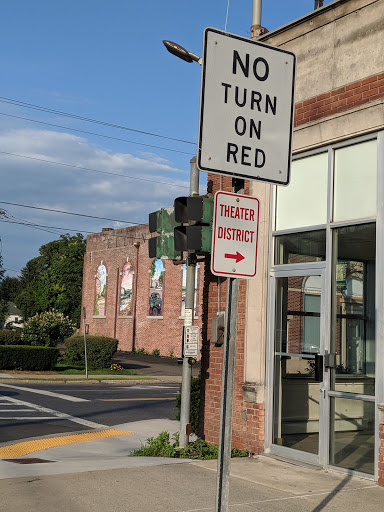 NO
TURN
ON
RED
THEATER
DISTRICT